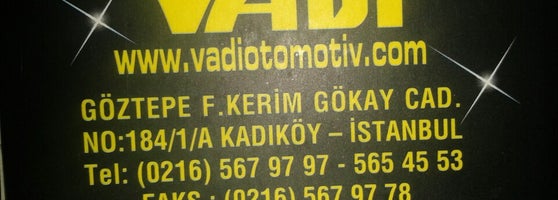 VADI
www.vadiotomotiv.com
GÖZTEPE F.KERİM GÖKAY CAD.
NO:184/1/A KADIKÖY – İSTANBUL
Tel: (0216) 567 97 97 - 565 45 53
FAKS : (0216) 567 97 78